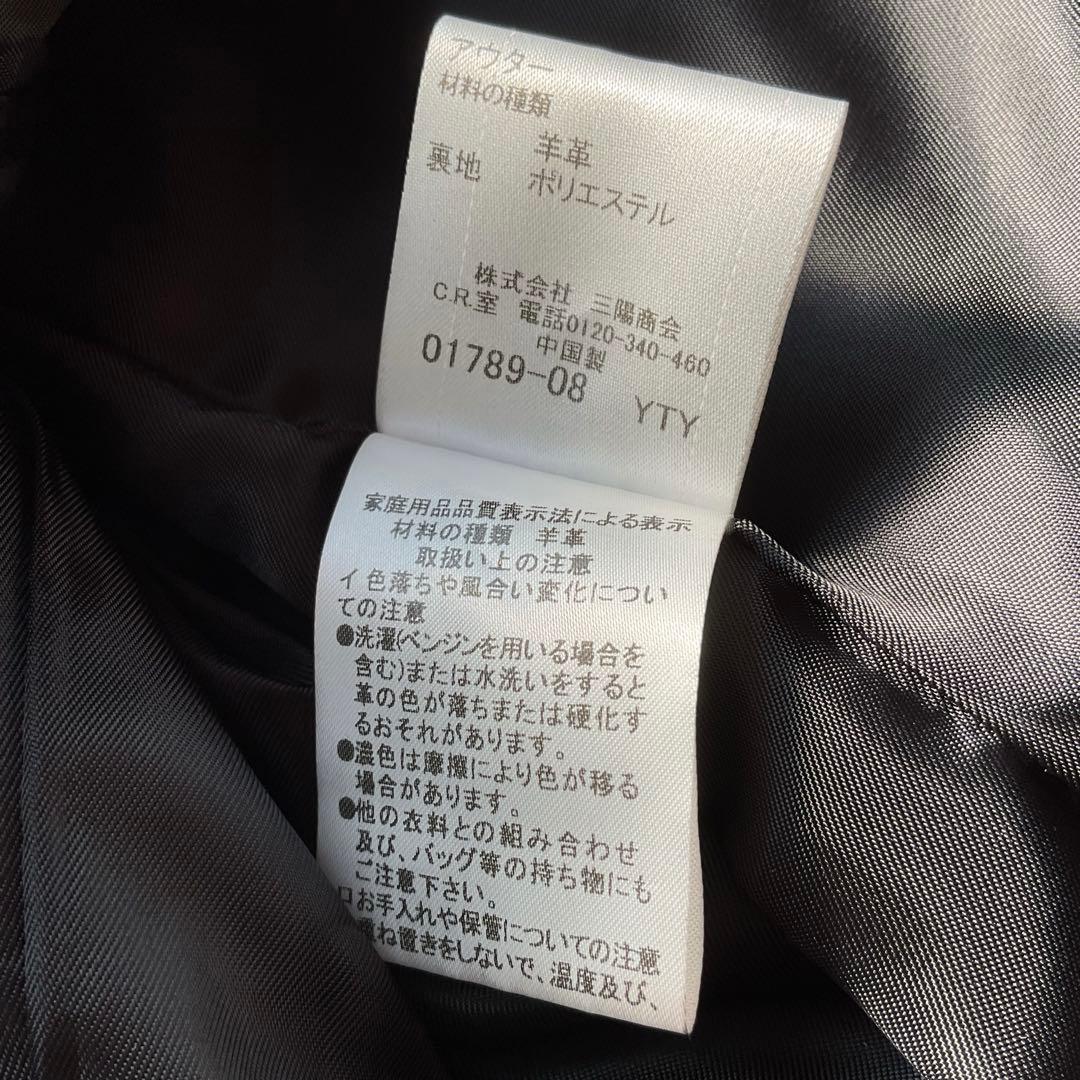 アウター
材料の種類
羊革
裏地 ポリエステル
株式会社 三陽商会
C.R.室 電話0120-340-460
中国製
01789-08 YTY
家庭用品品質表示法による表示
材料の種類 羊革
取扱い上の注意
イ 色落ちや風合い変化につい
ての注意
●洗濯(ベンジンを用いる場合を
含む)または水洗いをすると
革の色が落ちまたは硬化す
るおそれがあります。
●濃色は摩擦により色が移る
場合があります。
●他の衣料との組み合わせ
及び、バッグ等の持ち物にも
ご注意下さい。
ロお手入れや保管についての注意
重ね置きをしないで、温度及び、